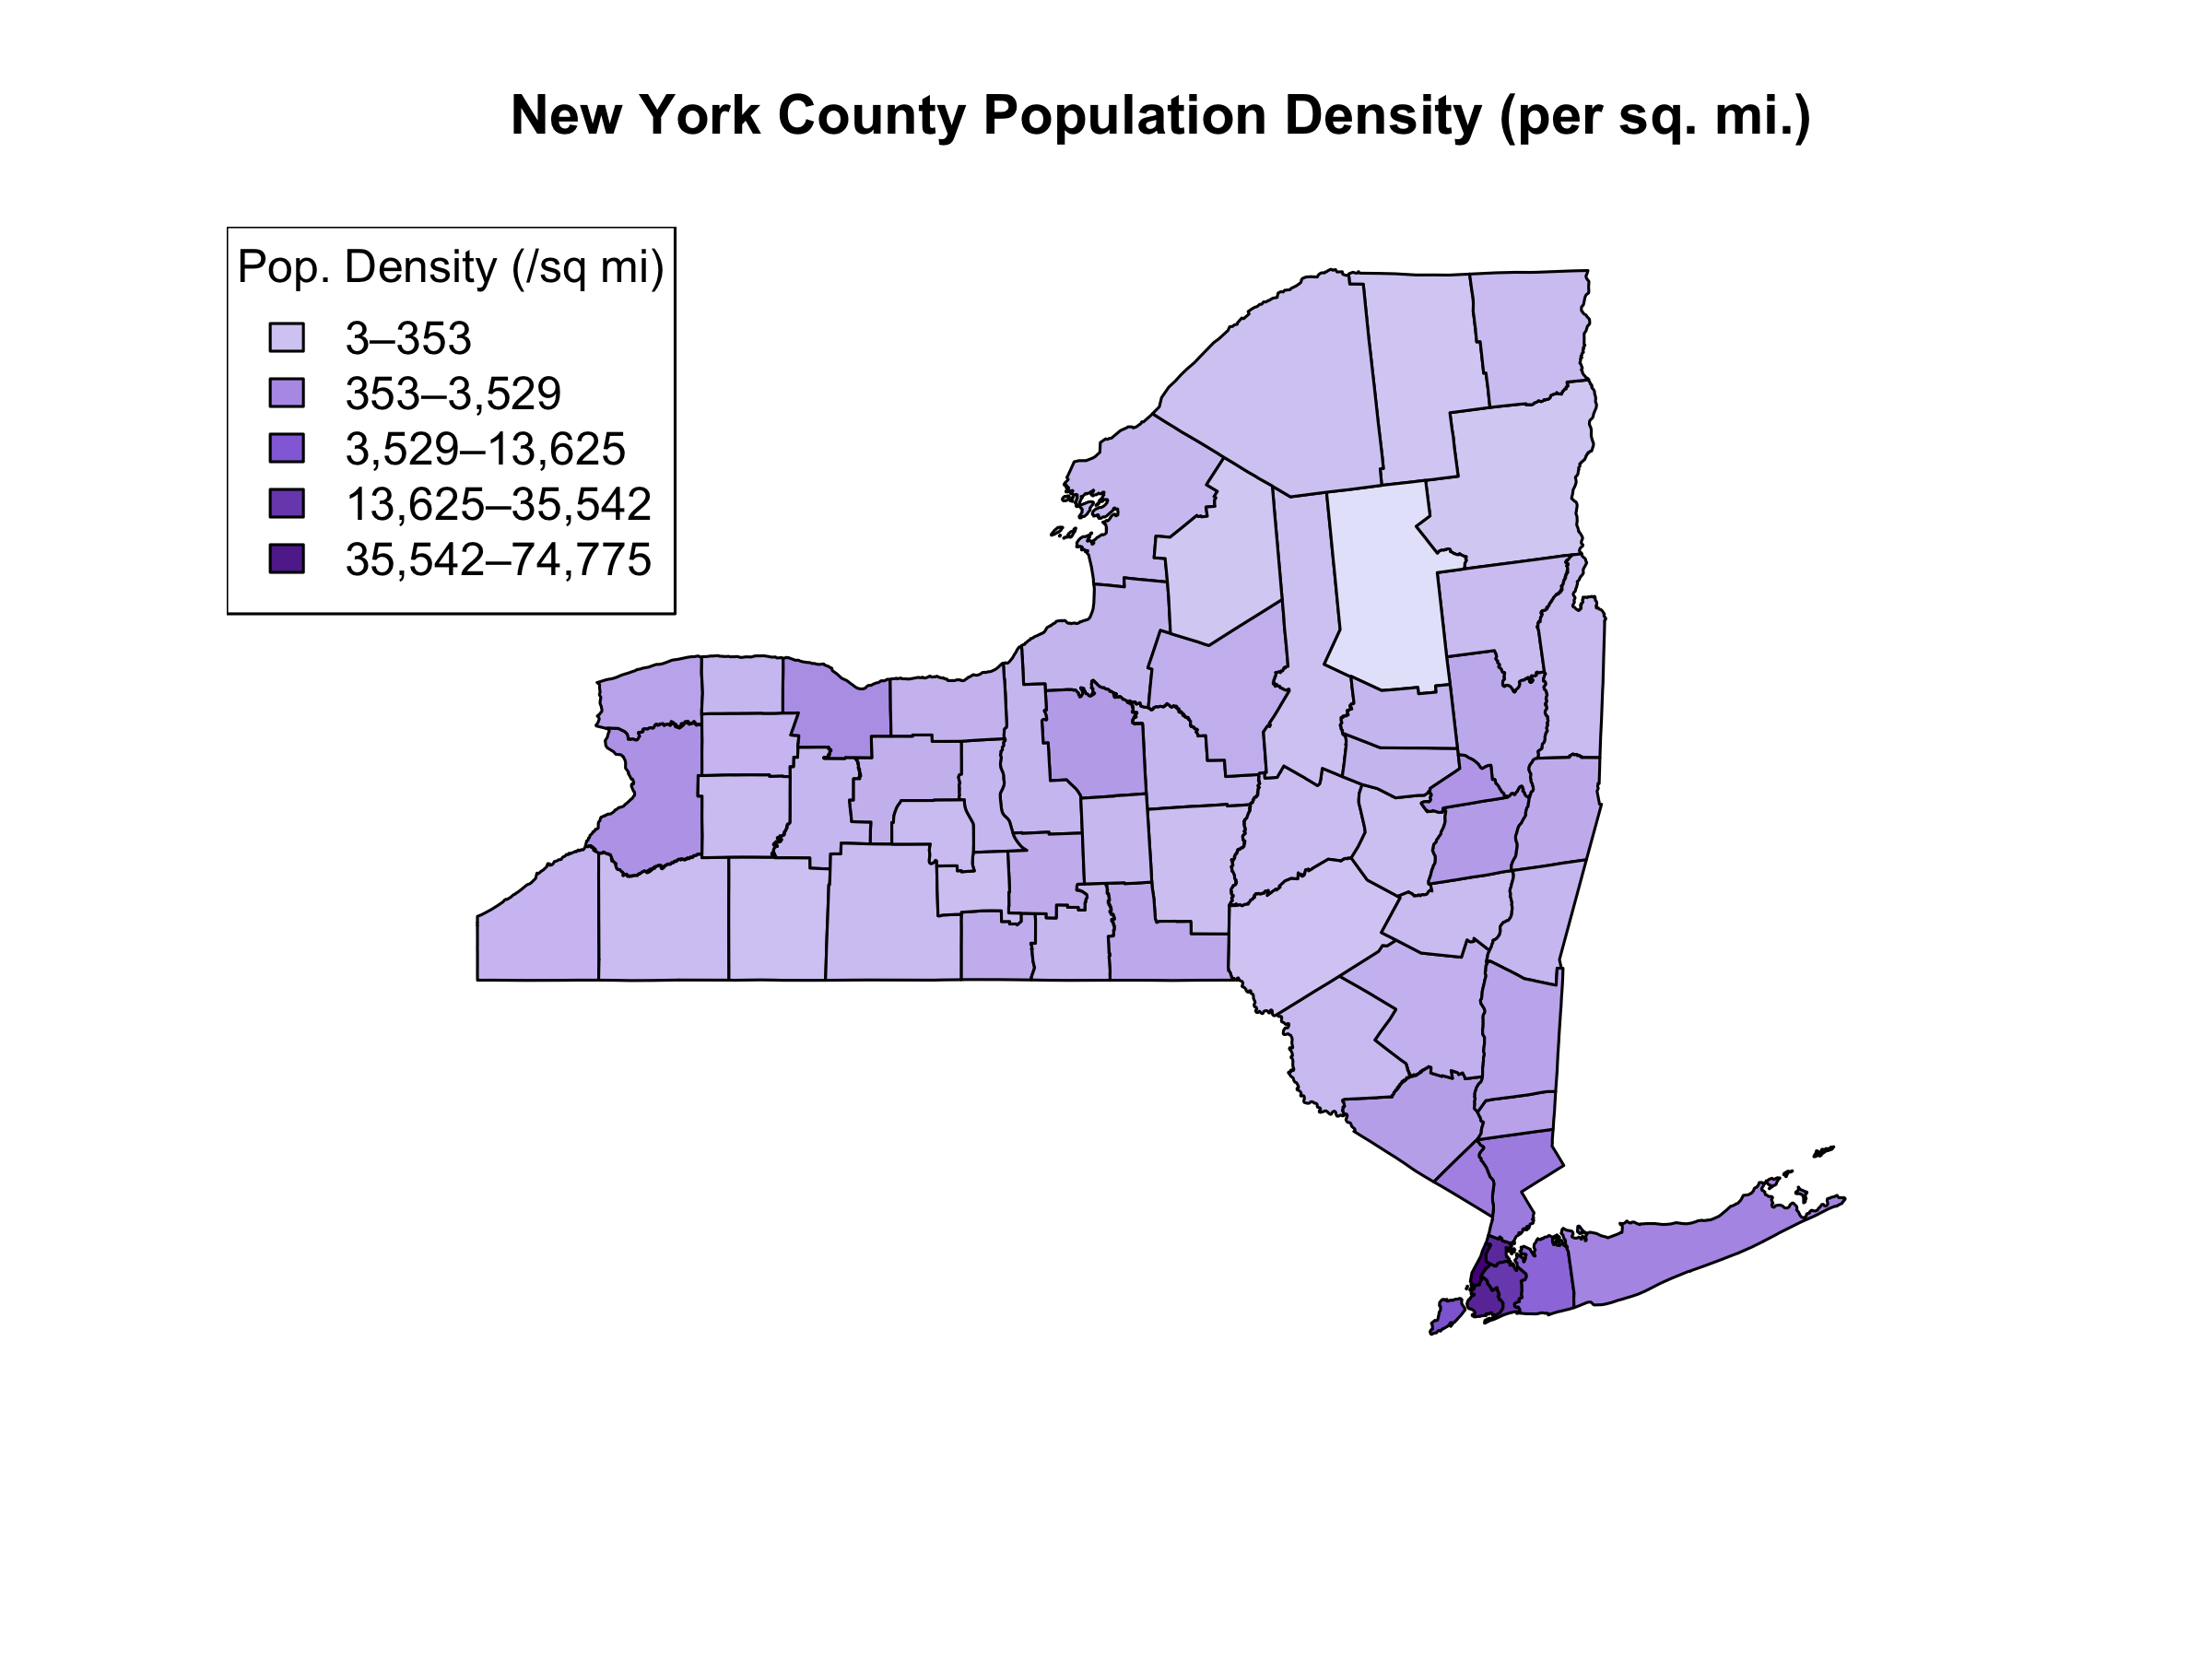 New York County Population Density (per sq. mi.)
Pop. Density (/sq mi)
3–353
353–3,529
3,529–13,625
13,625–35,542
35,542–74,775